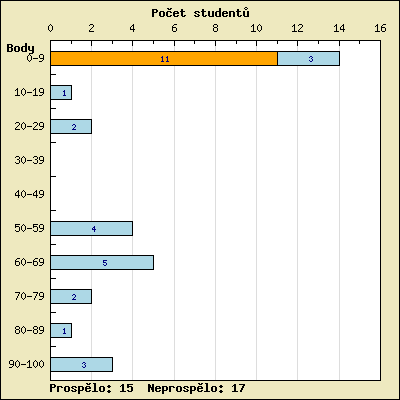 Počet studentů
0 2 4 6 8 10 12 14 16
Body
0-9 11 3
10-19 1
20-29 2
30-39
40-49
50-59 4
60-69 5
70-79 2
80-89 1
90-100 3
Prospělo: 15 Neprospělo: 17